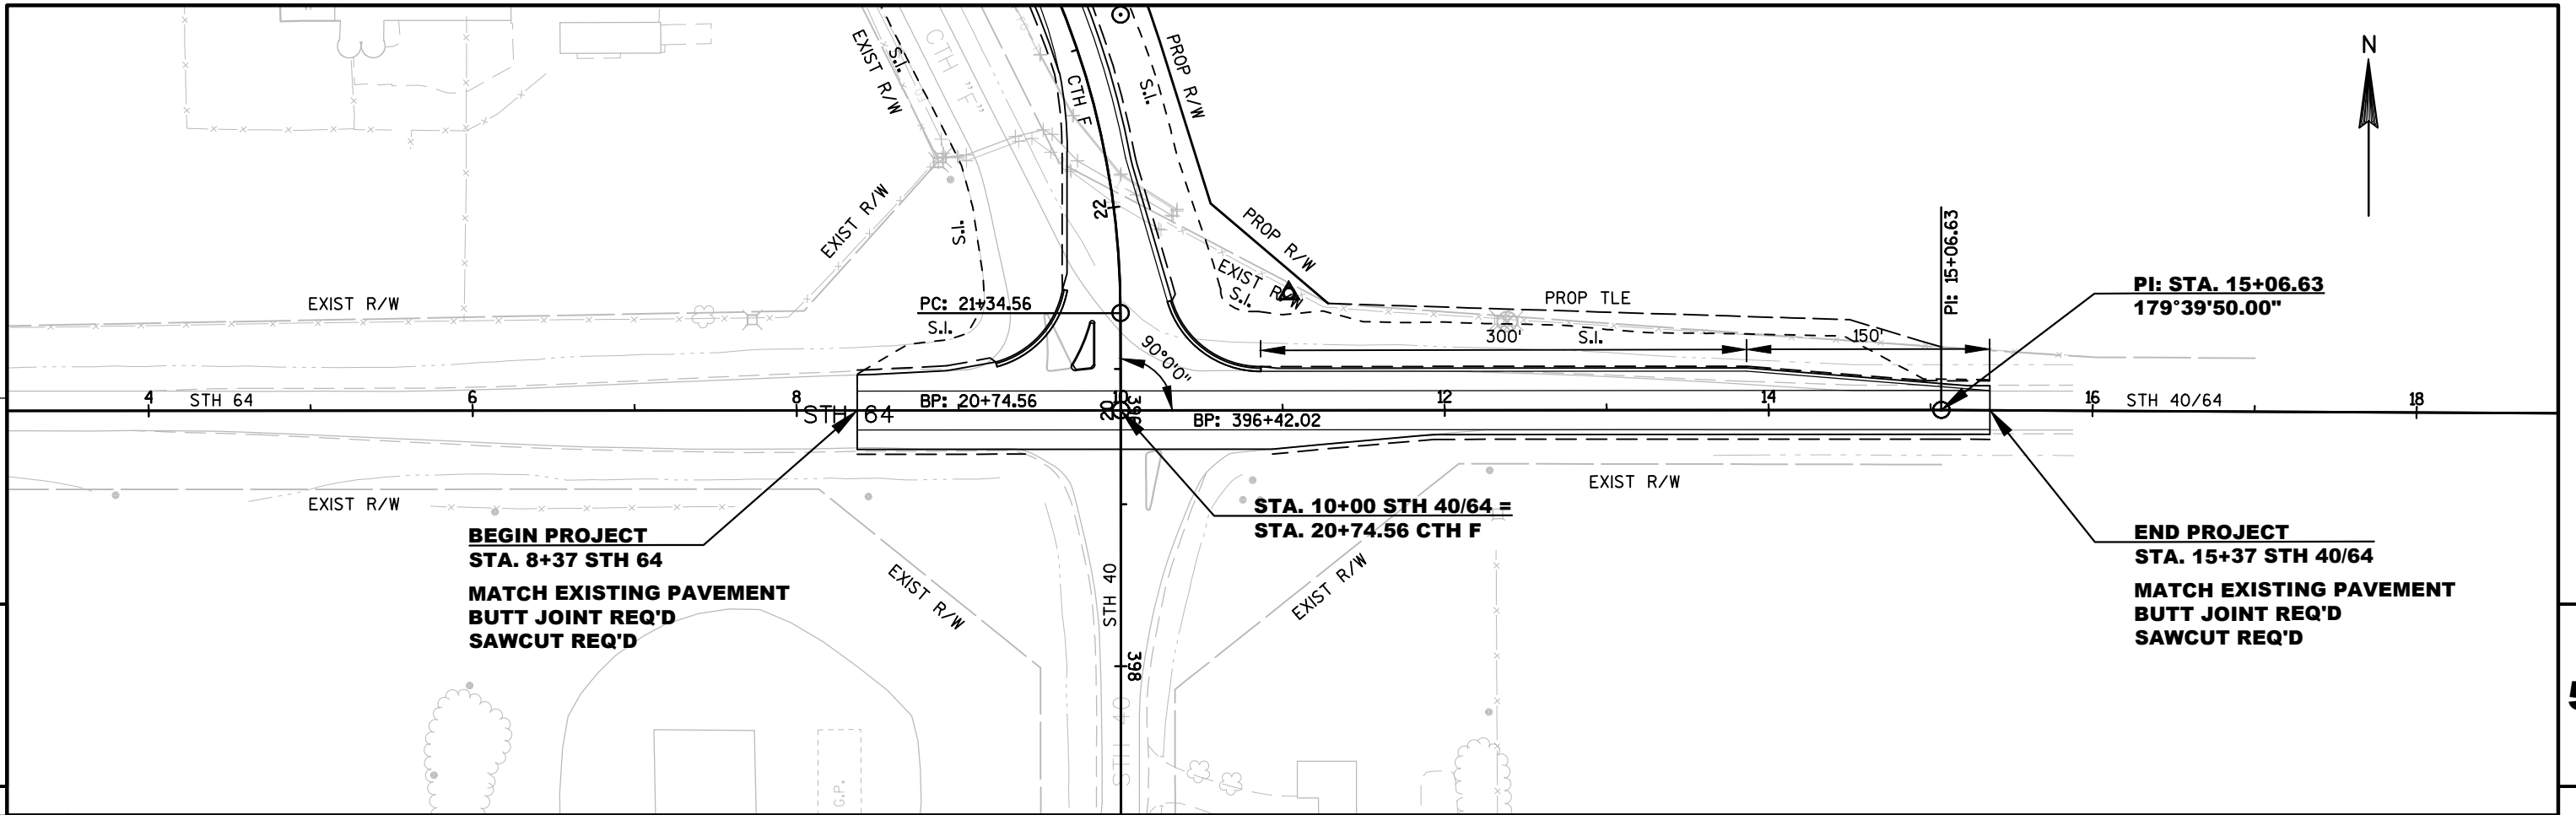 N
EXIST R/W
S.I.
CTH "F"
CTH F
S.I.
PROP R/W
EXIST R/W
S.I.
22
PROP R/W
EXIST R/W
S.I.
EXIST R/W
PC: 21+34.56
S.I.
90°0'0"
PROP TLE
300'
S.I.
150'
PI: 15+06.63
PI: STA. 15+06.63
179°39'50.00"
4
STH 64
6
8
STH 64
BP: 20+74.56
20
10
396
BP: 396+42.02
12
14
16
STH 40/64
18
EXIST R/W
EXIST R/W
BEGIN PROJECT
STA. 8+37 STH 64
MATCH EXISTING PAVEMENT
BUTT JOINT REQ'D
SAWCUT REQ'D
STA. 10+00 STH 40/64 =
STA. 20+74.56 CTH F
END PROJECT
STA. 15+37 STH 40/64
MATCH EXISTING PAVEMENT
BUTT JOINT REQ'D
SAWCUT REQ'D
EXIST R/W
STH 40
398
EXIST R/W
STH 40
G.P.
5